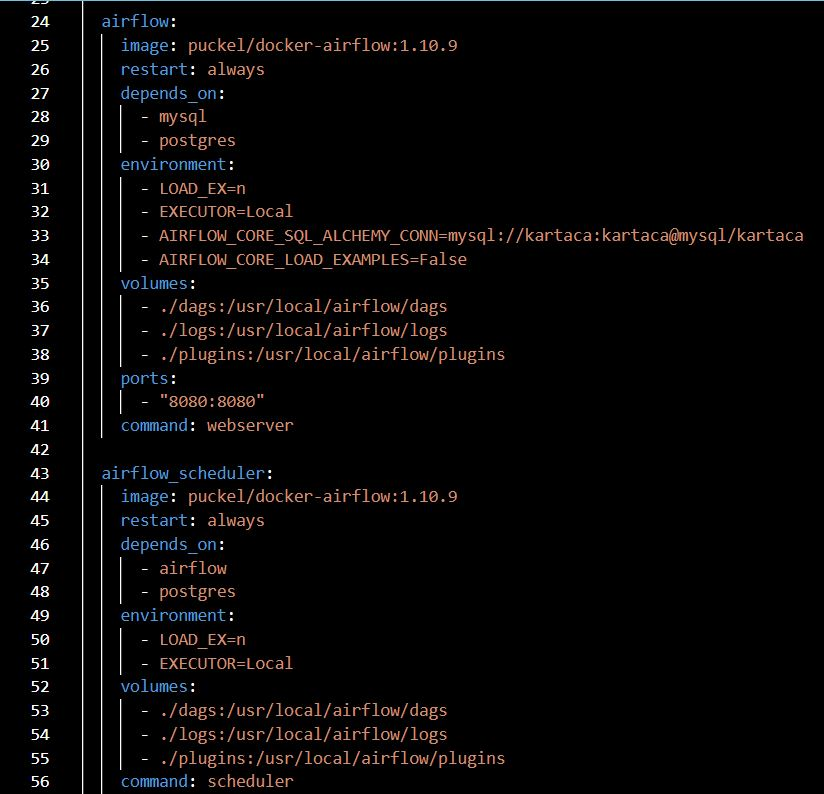 24 airflow:
25 image: puckel/docker-airflow:1.10.9
26 restart: always
27 depends_on:
28 - mysql
29 - postgres
30 environment:
31 - LOAD_EX=n
32 - EXECUTOR=Local
33 - AIRFLOW_CORE_SQL_ALCHEMY_CONN=mysql://kartaca:kartaca@mysql/kartaca
34 - AIRFLOW_CORE_LOAD_EXAMPLES=False
35 volumes:
36 - ./dags:/usr/local/airflow/dags
37 - ./logs:/usr/local/airflow/logs
38 - ./plugins:/usr/local/airflow/plugins
39 ports:
40 - "8080:8080"
41 command: webserver
42
43 airflow_scheduler:
44 image: puckel/docker-airflow:1.10.9
45 restart: always
46 depends_on:
47 - airflow
48 - postgres
49 environment:
50 - LOAD_EX=n
51 - EXECUTOR=Local
52 volumes:
53 - ./dags:/usr/local/airflow/dags
54 - ./logs:/usr/local/airflow/logs
55 - ./plugins:/usr/local/airflow/plugins
56 command: scheduler